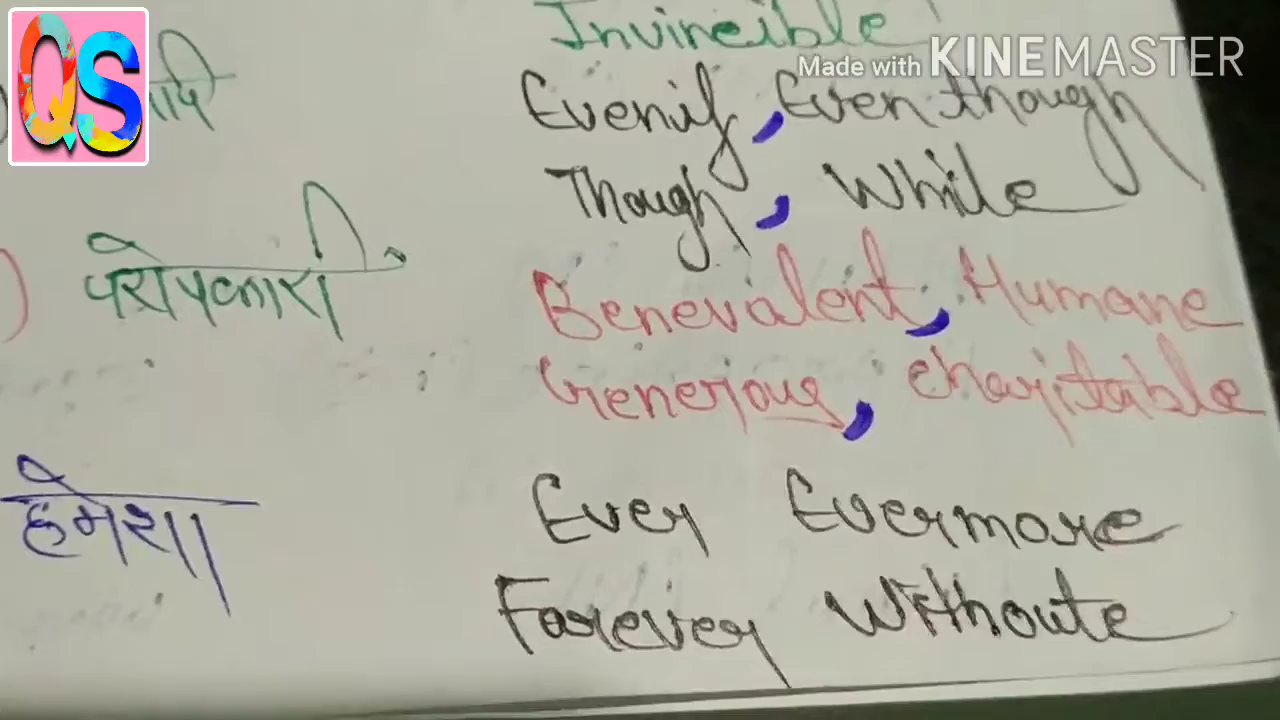 QS
Invincible
Made with KINEMASTER
Evenif, Even though
Though, While
परोपकारी
Benevalent, Humane
Generous, Charitable
हमेशा
Ever Evermore
Forever Withoute